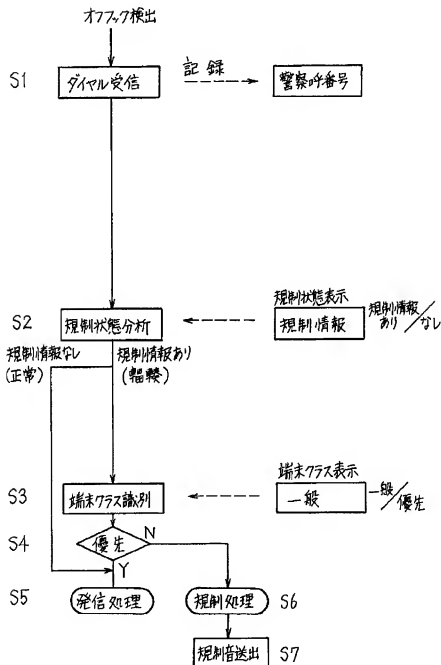 オフフック検出
S1
ダイヤル受信
記録
警察呼番号
S2
規制状態分析
規制状態表示
規制情報
規制情報
あり/なし
規制情報なし
(正常)
規制情報あり
(輻輳)
S3
端末クラス識別
端末クラス表示
一般
一般/優先
S4
優先
N
Y
S5
発信処理
規制処理
S6
規制音送出
S7